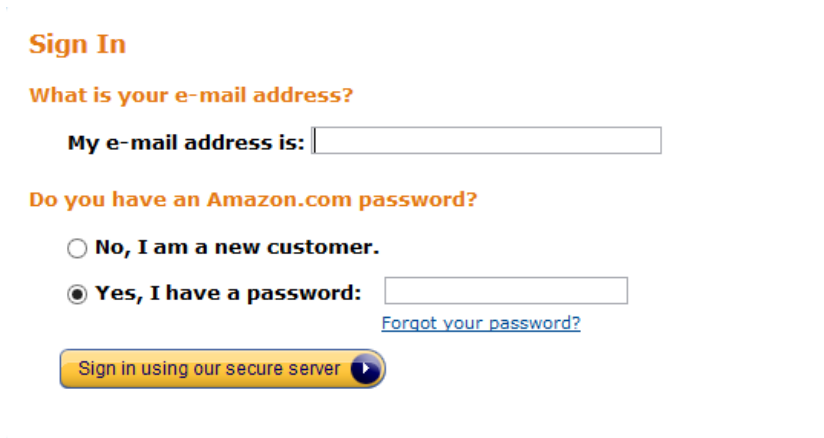 Sign In
What is your e-mail address?
My e-mail address is:
Do you have an Amazon.com password?
No, I am a new customer.
Yes, I have a password:
Forgot your password?
Sign in using our secure server